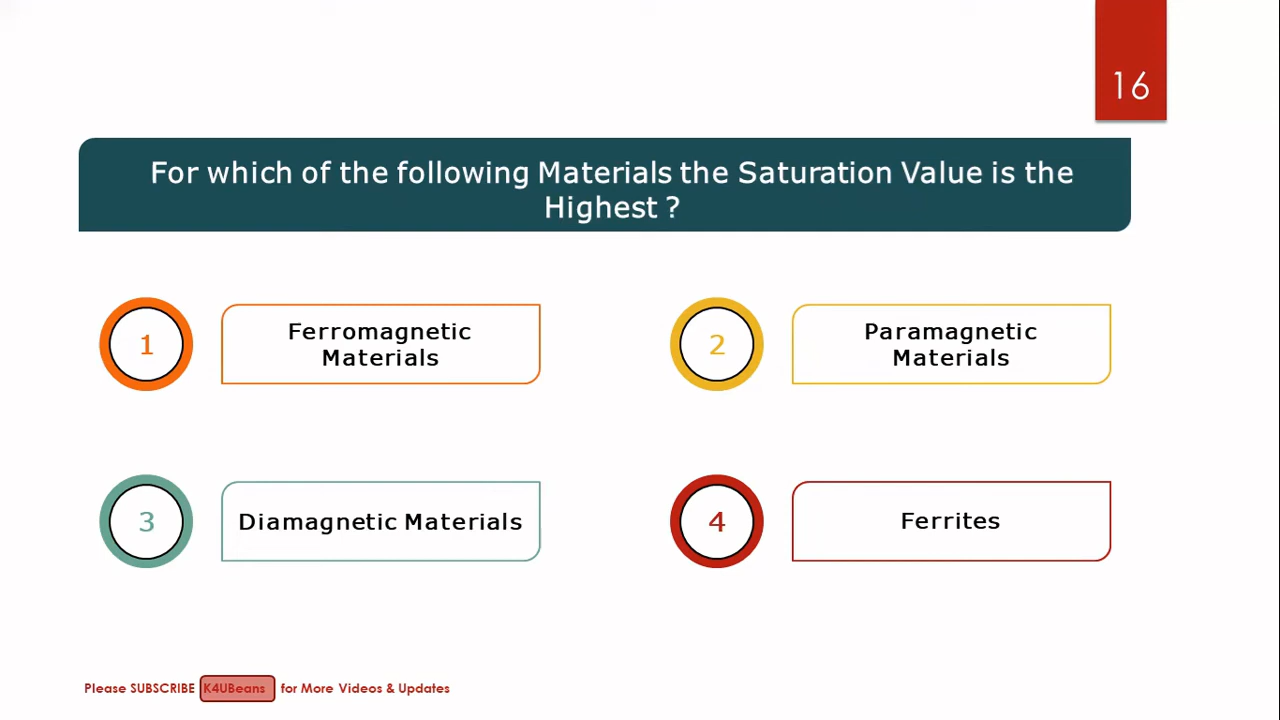 16
For which of the following Materials the Saturation Value is the
Highest ?
1
Ferromagnetic
Materials
2
Paramagnetic
Materials
3
Diamagnetic Materials
4
Ferrites
Please SUBSCRIBE K4UBeans for More Videos & Updates